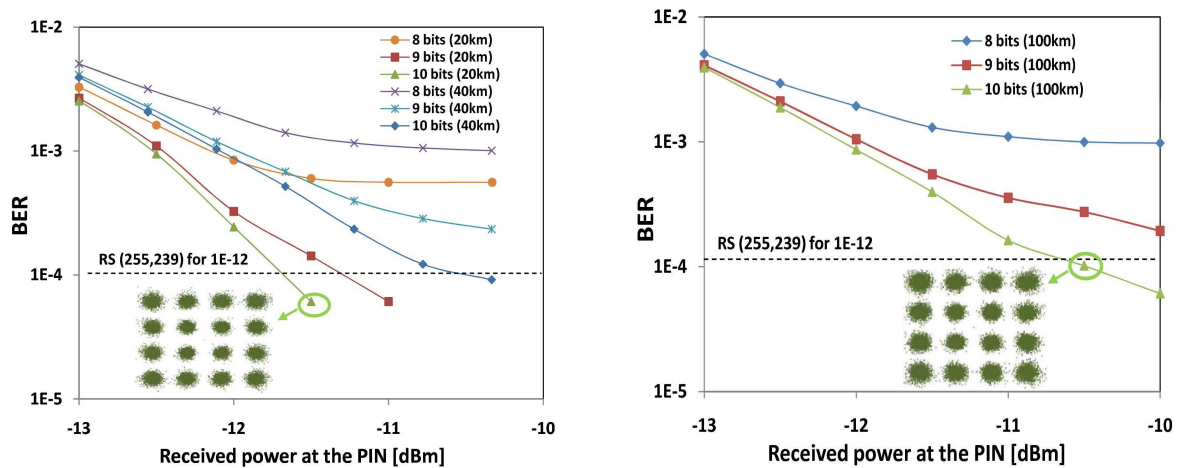 1E-2
1E-3
1E-4
1E-5
BER
8 bits (20km)
9 bits (20km)
10 bits (20km)
8 bits (40km)
9 bits (40km)
10 bits (40km)
RS (255,239) for 1E-12
-13
-12
-11
-10
Received power at the PIN [dBm]
1E-2
1E-3
1E-4
1E-5
BER
8 bits (100km)
9 bits (100km)
10 bits (100km)
RS (255,239) for 1E-12
-13
-12
-11
-10
Received power at the PIN [dBm]